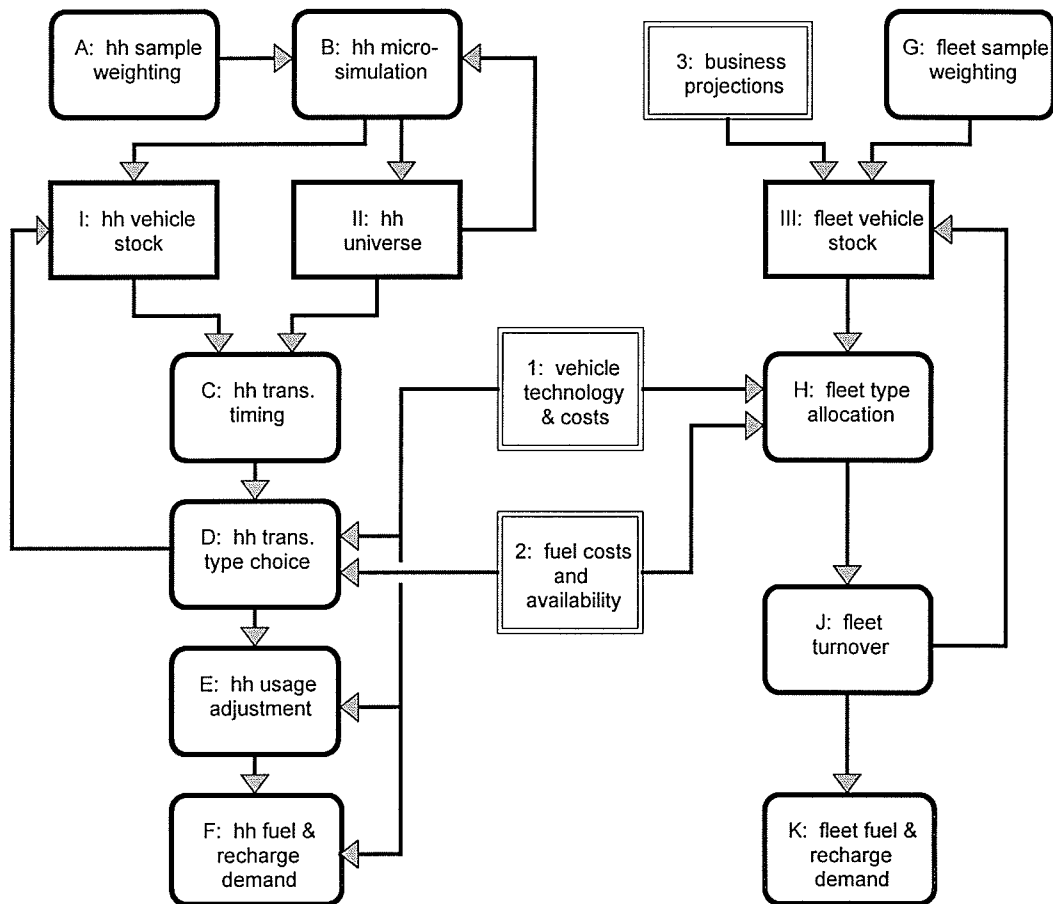 A: hh sample
weighting
B: hh micro-
simulation
3: business
projections
G: fleet sample
weighting
I: hh vehicle
stock
II: hh
universe
III: fleet vehicle
stock
C: hh trans.
timing
1: vehicle
technology
& costs
H: fleet type
allocation
D: hh trans.
type choice
2: fuel costs
and
availability
J: fleet
turnover
E: hh usage
adjustment
F: hh fuel &
recharge
demand
K: fleet fuel &
recharge
demand